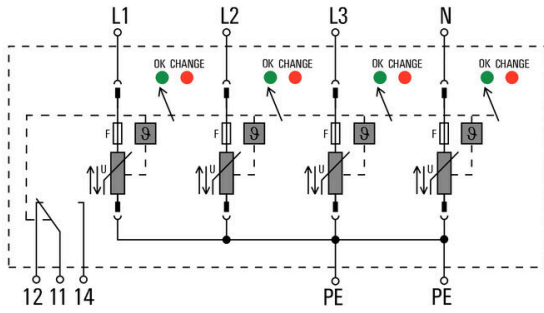 L1 L2 L3 N
OK CHANGE OK CHANGE OK CHANGE OK CHANGE
F ϑ F ϑ F ϑ F ϑ
U U U U
12 11 14 PE PE